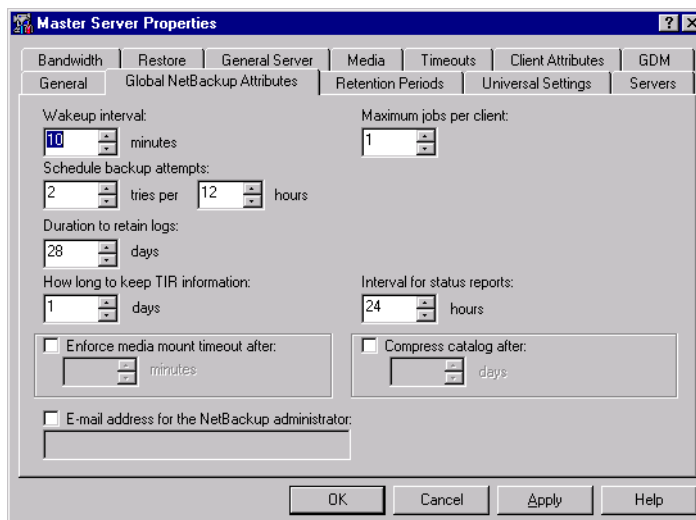 Master Server Properties
Bandwidth Restore General Server Media Timeouts Client Attributes GDM
General Global NetBackup Attributes Retention Periods Universal Settings Servers
Wakeup interval: Maximum jobs per client:
10 minutes 1
Schedule backup attempts:
2 tries per 12 hours
Duration to retain logs:
28 days
How long to keep TIR information: Interval for status reports:
1 days 24 hours
Enforce media mount timeout after: Compress catalog after:
minutes days
E-mail address for the NetBackup administrator:
OK Cancel Apply Help